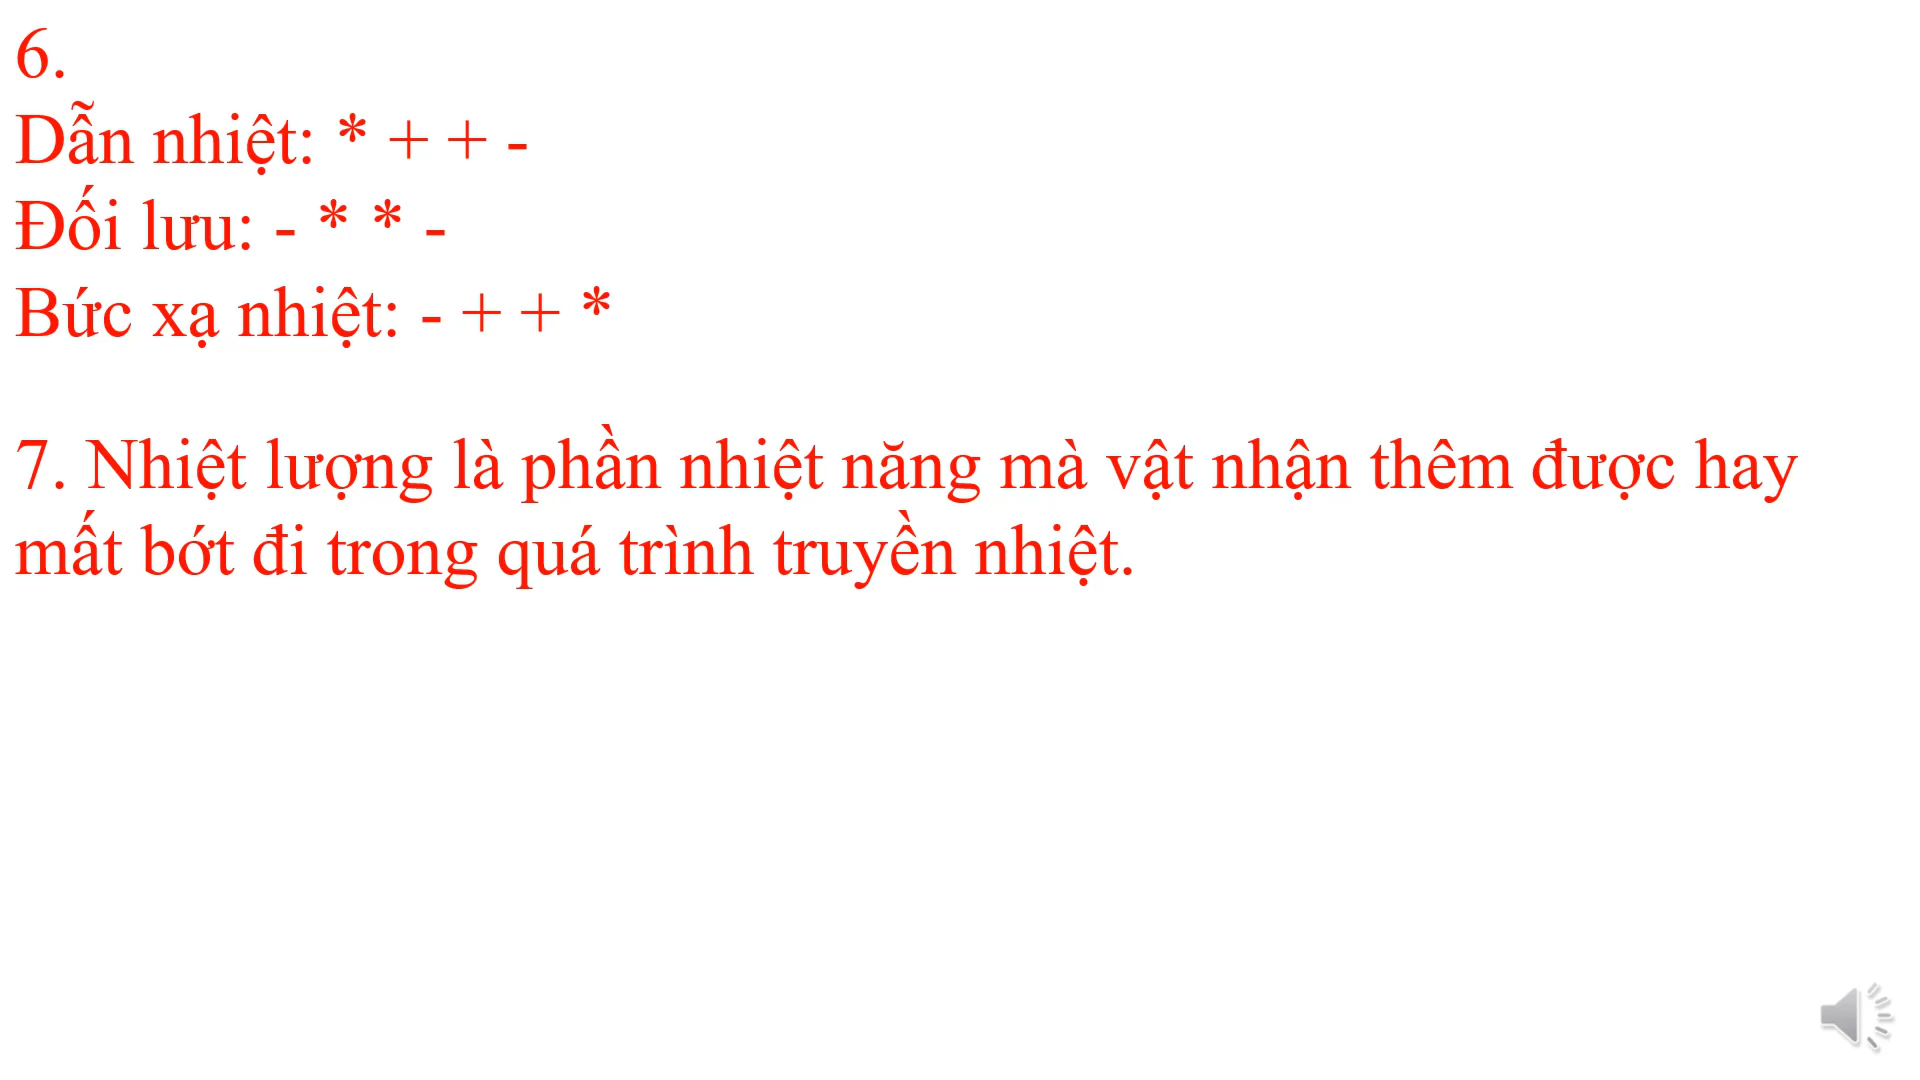 6.
Dẫn nhiệt: * + + -
Đối lưu: - * * -
Bức xạ nhiệt: - + + *
7. Nhiệt lượng là phần nhiệt năng mà vật nhận thêm được hay
mất bớt đi trong quá trình truyền nhiệt.